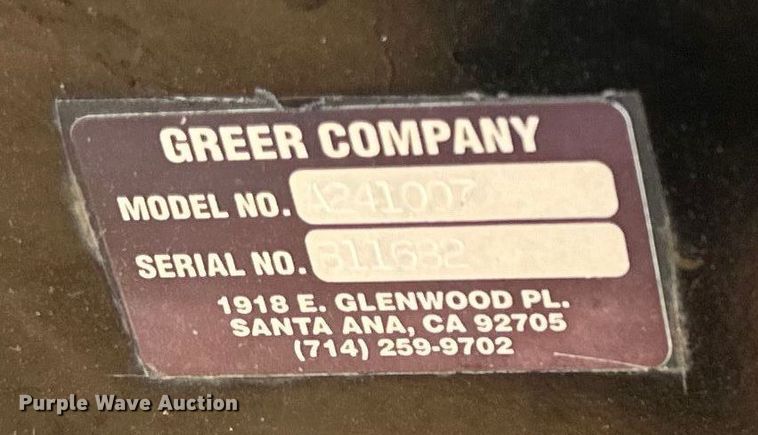 GREER COMPANY
MODEL NO. A241007
SERIAL NO.
1918 E. GLENWOOD PL.
SANTA ANA, CA 92705
(714) 259-9702
Purple Wave Auction